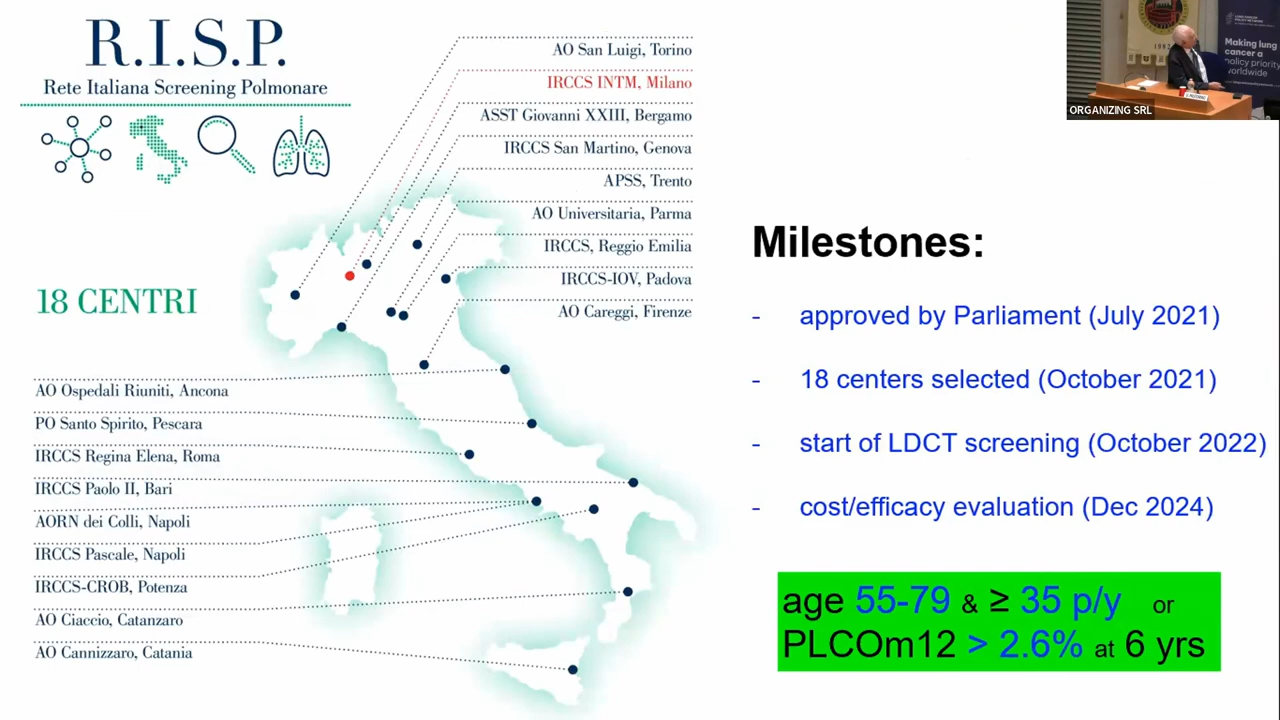 R.I.S.P.
Rete Italiana Screening Polmonare
18 CENTRI
AO San Luigi, Torino
IRCCS INTM, Milano
ASST Giovanni XXIII, Bergamo
IRCCS San Martino, Genova
APSS, Trento
AO Universitaria, Parma
IRCCS, Reggio Emilia
IRCCS-IOV, Padova
AO Careggi, Firenze
AO Ospedali Riuniti, Ancona
PO Santo Spirito, Pescara
IRCCS Regina Elena, Roma
IRCCS Paolo II, Bari
AORN dei Colli, Napoli
IRCCS Pascale, Napoli
IRCCS-CROB, Potenza
AO Ciaccio, Catanzaro
AO Cannizzaro, Catania
Making lung
cancer a
policy priority
worldwide
ORGANIZING SRL
Milestones:
- approved by Parliament (July 2021)
- 18 centers selected (October 2021)
- start of LDCT screening (October 2022)
- cost/efficacy evaluation (Dec 2024)
age 55-79 & ≥ 35 p/y or
PLCOm12 > 2.6% at 6 yrs